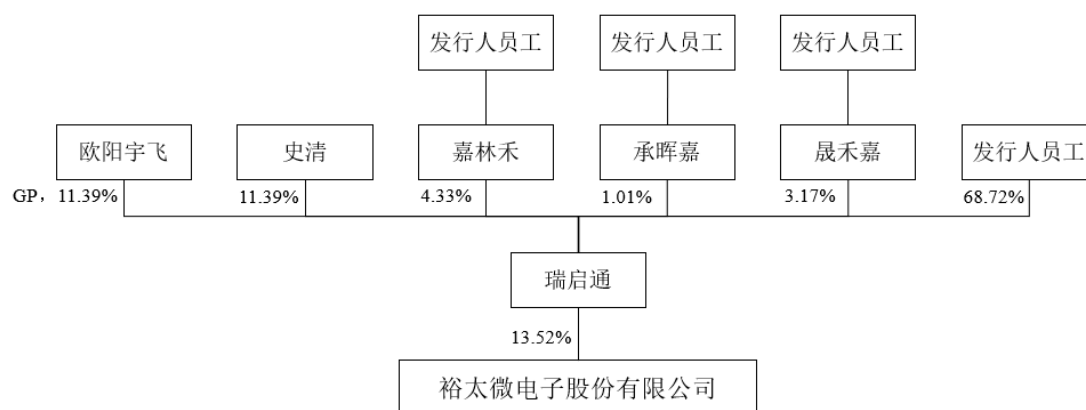 发行人员工 发行人员工 发行人员工
欧阳宇飞 史清 嘉林禾 承晖嘉 晟禾嘉 发行人员工
GP，11.39% 11.39% 4.33% 1.01% 3.17% 68.72%
瑞启通
13.52%
裕太微电子股份有限公司